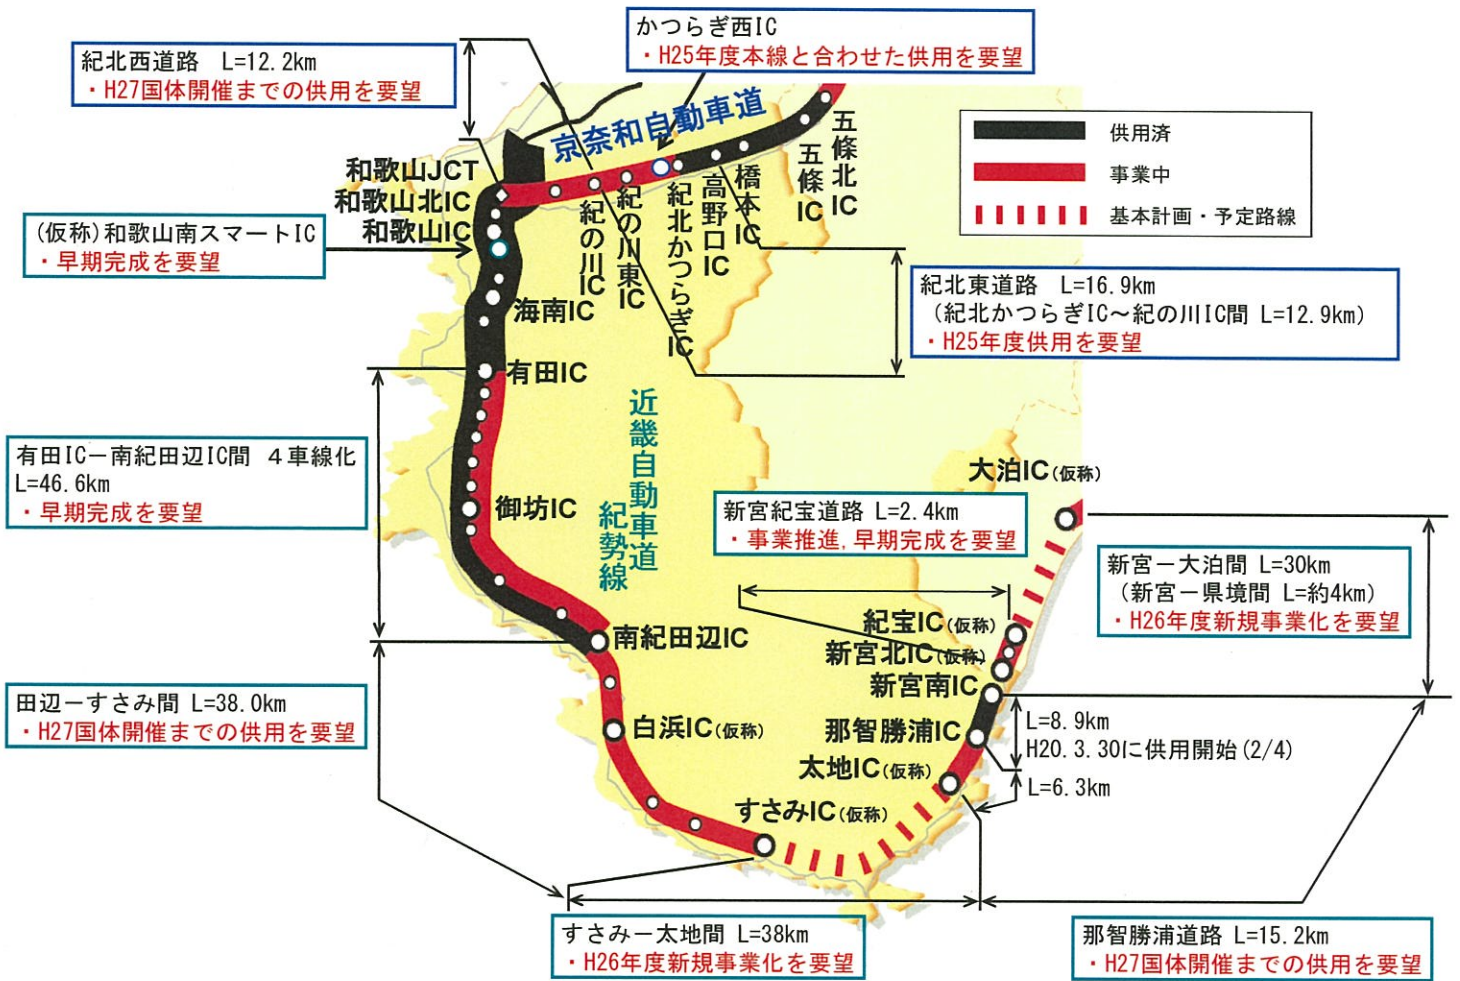 かつらぎ西IC
・H25年度本線と合わせた供用を要望
紀北西道路 L=12.2km
・H27国体開催までの供用を要望
京奈和自動車道
供用済
事業中
基本計画・予定路線
和歌山JCT
和歌山北IC
和歌山IC
(仮称)和歌山南スマートIC
・早期完成を要望
紀の川IC
紀の川東IC
紀北かつらぎIC
高野口IC
橋本IC
五條IC
五條北IC
海南IC
紀北東道路 L=16.9km
(紀北かつらぎIC～紀の川IC間 L=12.9km)
・H25年度供用を要望
有田IC
近畿自動車道
紀勢線
有田IC－南紀田辺IC間 4車線化
L=46.6km
・早期完成を要望
御坊IC
大泊IC(仮称)
新宮紀宝道路 L=2.4km
・事業推進,早期完成を要望
新宮－大泊間 L=30km
(新宮－県境間 L=約4km)
・H26年度新規事業化を要望
紀宝IC(仮称)
新宮北IC(仮称)
新宮南IC
南紀田辺IC
田辺－すさみ間 L=38.0km
・H27国体開催までの供用を要望
白浜IC(仮称)
那智勝浦IC
L=8.9km
H20.3.30に供用開始(2/4)
太地IC(仮称)
L=6.3km
すさみIC(仮称)
すさみ－太地間 L=38km
・H26年度新規事業化を要望
那智勝浦道路 L=15.2km
・H27国体開催までの供用を要望